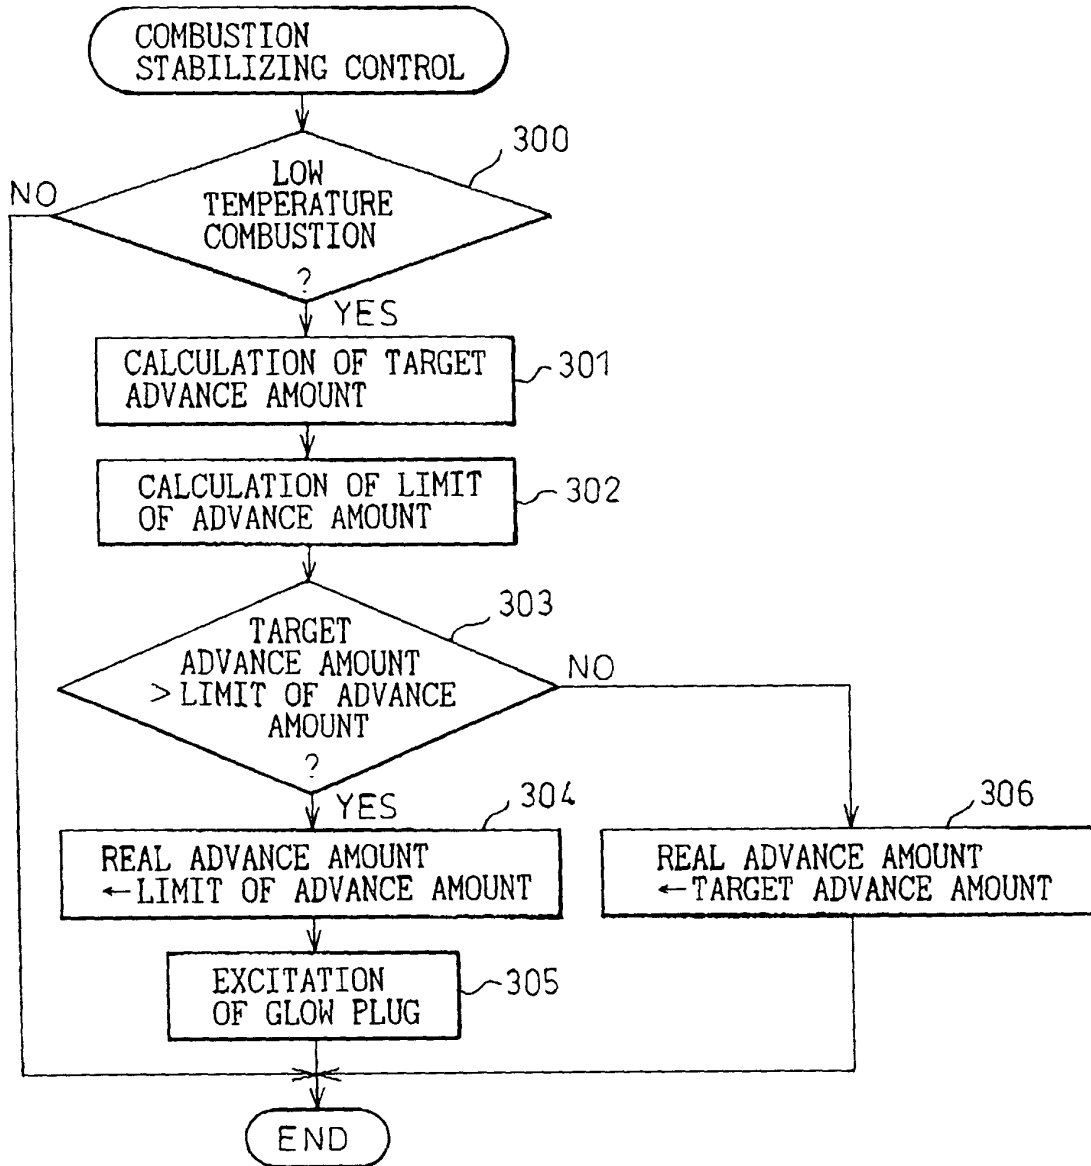 COMBUSTION
STABILIZING CONTROL
300
NO
LOW
TEMPERATURE
COMBUSTION
?
YES
CALCULATION OF TARGET
ADVANCE AMOUNT
301
CALCULATION OF LIMIT
OF ADVANCE AMOUNT
302
303
TARGET
ADVANCE AMOUNT
> LIMIT OF ADVANCE
AMOUNT
?
NO
YES
304
REAL ADVANCE AMOUNT
←LIMIT OF ADVANCE AMOUNT
306
REAL ADVANCE AMOUNT
←TARGET ADVANCE AMOUNT
EXCITATION
OF GLOW PLUG
305
END